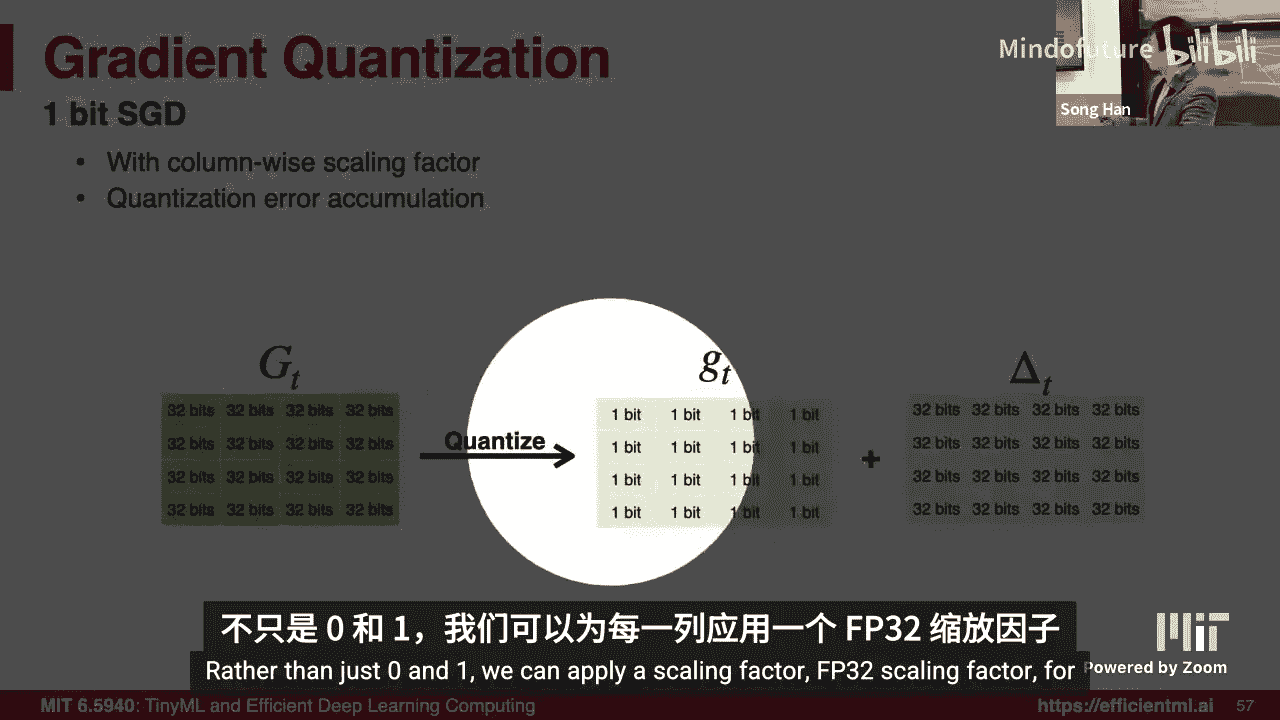 Gradient Quantization
Mindofuture bilibili
Song Han
1 bit SGD
• With column-wise scaling factor
• Quantization error accumulation
Gt gt Δt
32 bits 32 bits 32 bits 32 bits 1 bit 1 bit 1 bit 1 bit 32 bits 32 bits 32 bits 32 bits
Quantize
32 bits 32 bits 32 bits 32 bits 1 bit 1 bit 1 bit 1 bit + 32 bits 32 bits 32 bits 32 bits
32 bits 32 bits 32 bits 32 bits 1 bit 1 bit 1 bit 1 bit 32 bits 32 bits 32 bits 32 bits
32 bits 32 bits 32 bits 32 bits 1 bit 1 bit 1 bit 1 bit 32 bits 32 bits 32 bits 32 bits
不只是 0 和 1，我们可以为每一列应用一个 FP32 缩放因子
Rather than just 0 and 1, we can apply a scaling factor, FP32 scaling factor, for
MIT
Powered by Zoom
MIT 6.5940: TinyML and Efficient Deep Learning Computing
https://efficientml.ai
57